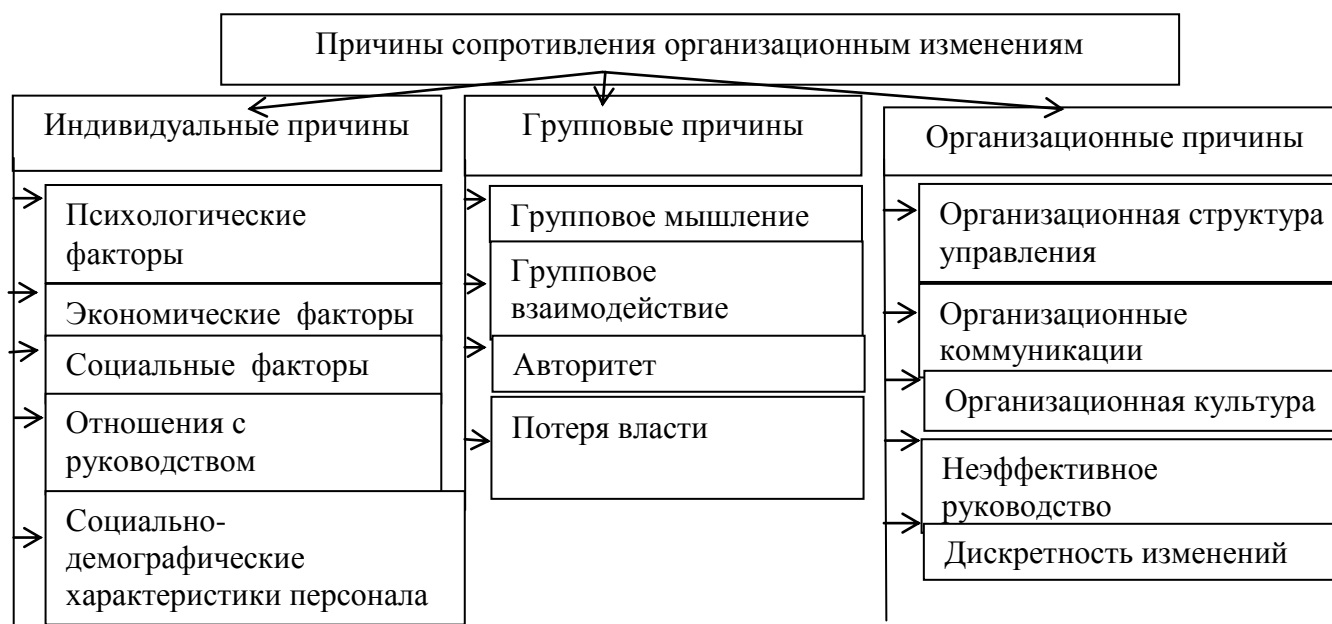 Причины сопротивления организационным изменениям
Индивидуальные причины
Психологические
факторы
Экономические факторы
Социальные факторы
Отношения с
руководством
Социально-
демографические
характеристики персонала
Групповые причины
Групповое мышление
Групповое
взаимодействие
Авторитет
Потеря власти
Организационные причины
Организационная структура
управления
Организационные
коммуникации
Организационная культура
Неэффективное
руководство
Дискретность изменений